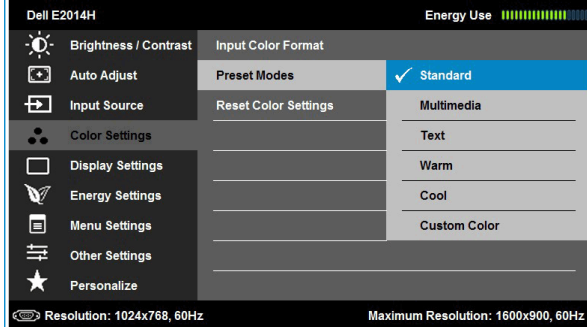 Dell E2014H Energy Use
Brightness / Contrast Input Color Format
Auto Adjust Preset Modes Standard
Input Source Reset Color Settings Multimedia
Color Settings Text
Display Settings Warm
Energy Settings Cool
Menu Settings Custom Color
Other Settings
Personalize
Resolution: 1024x768, 60Hz Maximum Resolution: 1600x900, 60Hz